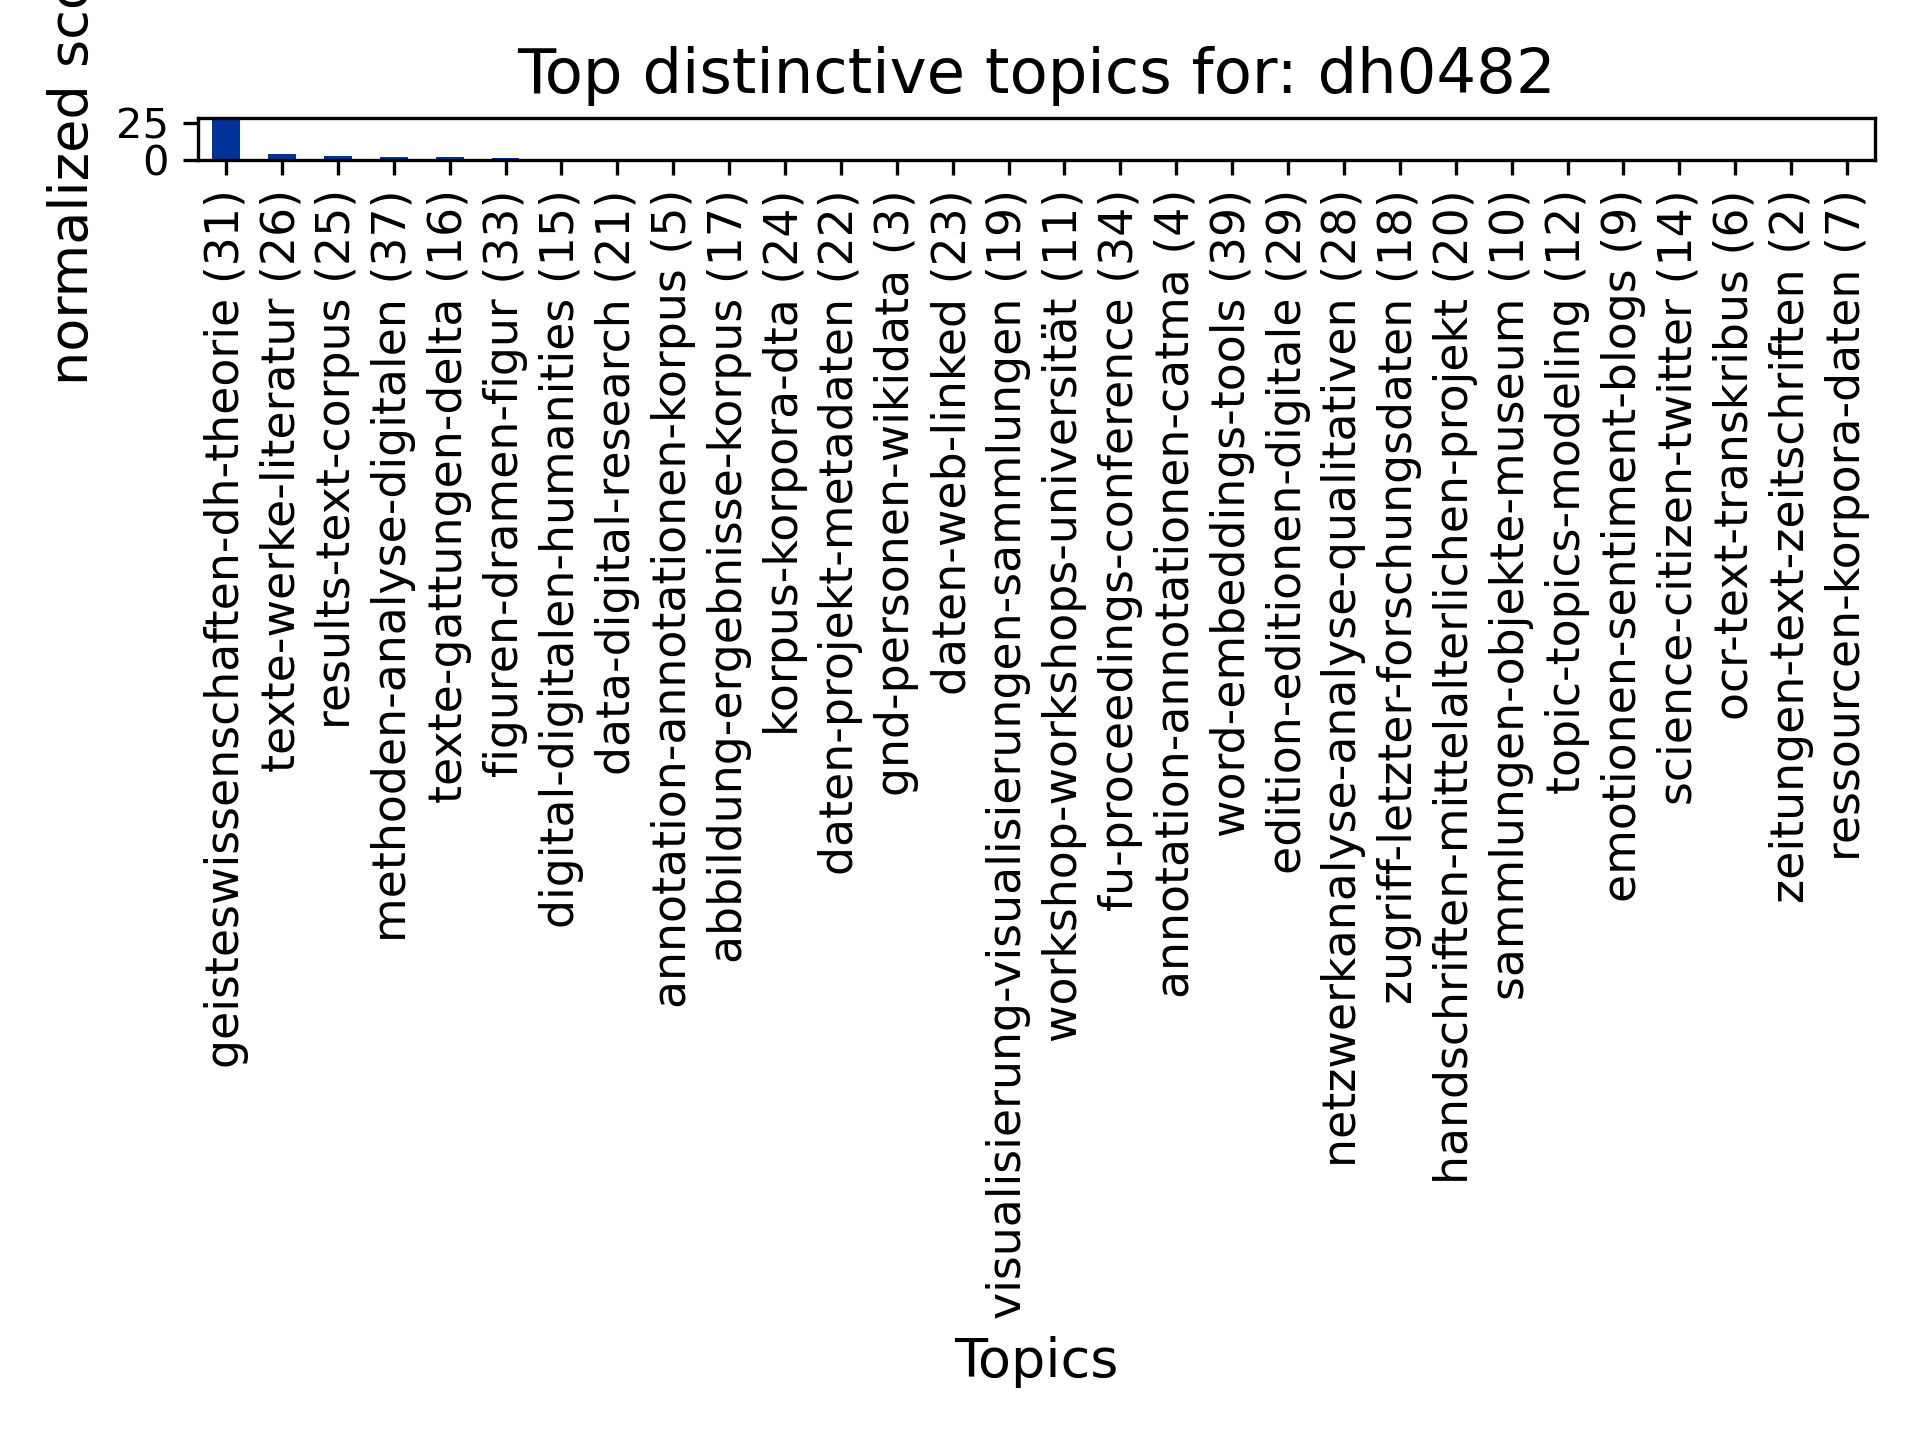 Top distinctive topics for: dh0482
normalized
25
0
geisteswissenschaften-dh-theorie (31)
texte-werke-literatur (26)
results-text-corpus (25)
methoden-analyse-digitalen (37)
texte-gattungen-delta (16)
figuren-dramen-figur (33)
digital-digitalen-humanities (15)
data-digital-research (21)
annotation-annotationen-korpus (5)
abbildung-ergebnisse-korpus (17)
korpus-korpora-dta (24)
daten-projekt-metadaten (22)
gnd-personen-wikidata (3)
daten-web-linked (23)
visualisierung-visualisierungen-sammlungen (19)
workshop-workshops-universität (11)
fu-proceedings-conference (34)
annotation-annotationen-catma (4)
word-embeddings-tools (39)
edition-editionen-digitale (29)
netzwerkanalyse-analyse-qualitativen (28)
zugriff-letzter-forschungsdaten (18)
handschriften-mittelalterlichen-projekt (20)
sammlungen-objekte-museum (10)
topic-topics-modeling (12)
emotionen-sentiment-blogs (9)
science-citizen-twitter (14)
ocr-text-transkribus (6)
zeitungen-text-zeitschriften (2)
ressourcen-korpora-daten (7)
Topics